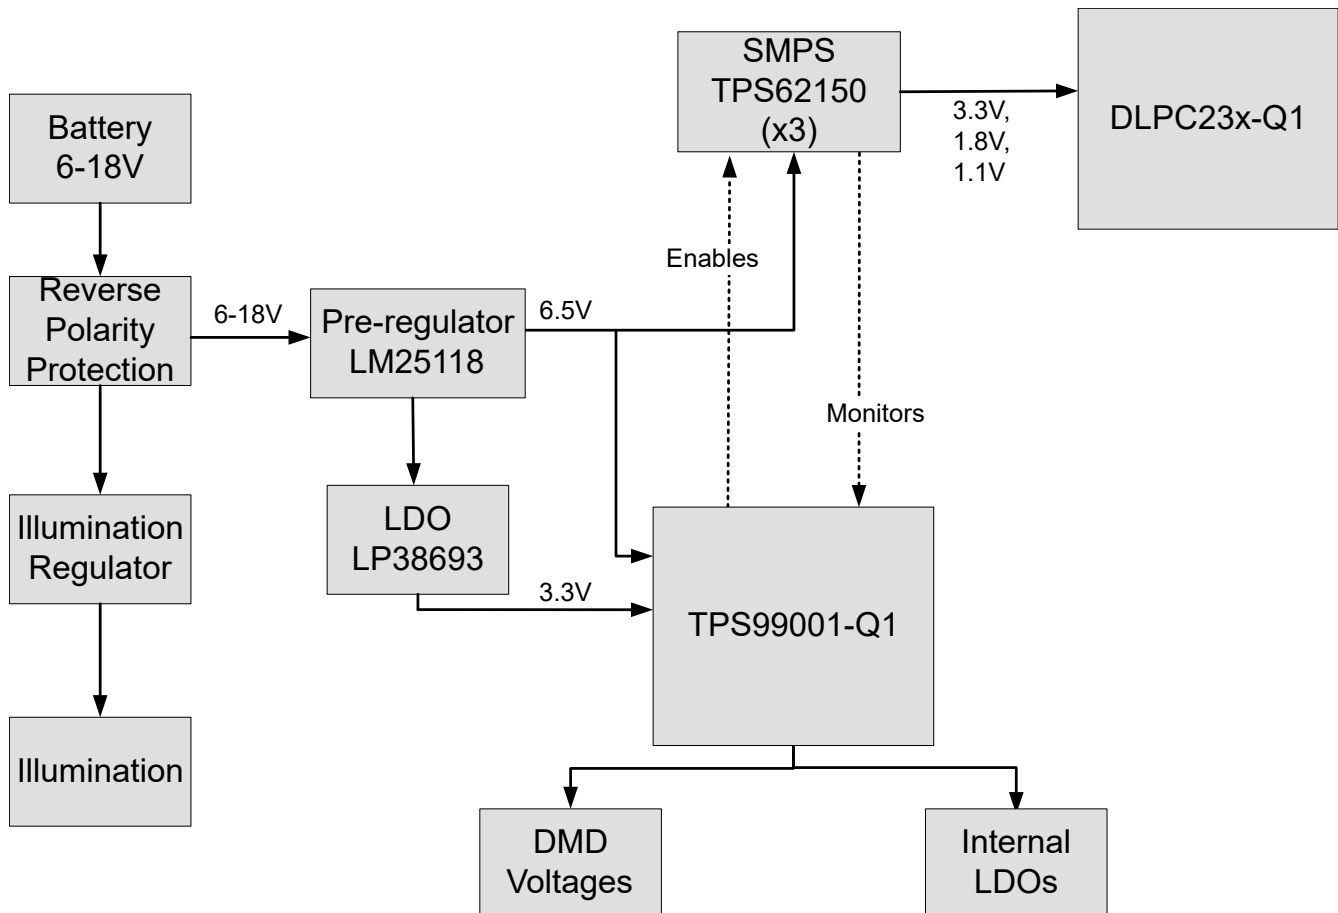 SMPS
TPS62150
(x3)
DLPC23x-Q1
3.3V,
1.8V,
1.1V
Battery
6-18V
Enables
Reverse
Polarity
Protection
6-18V
Pre-regulator
LM25118
6.5V
Monitors
Illumination
Regulator
LDO
LP38693
3.3V
TPS99001-Q1
Illumination
DMD
Voltages
Internal
LDOs